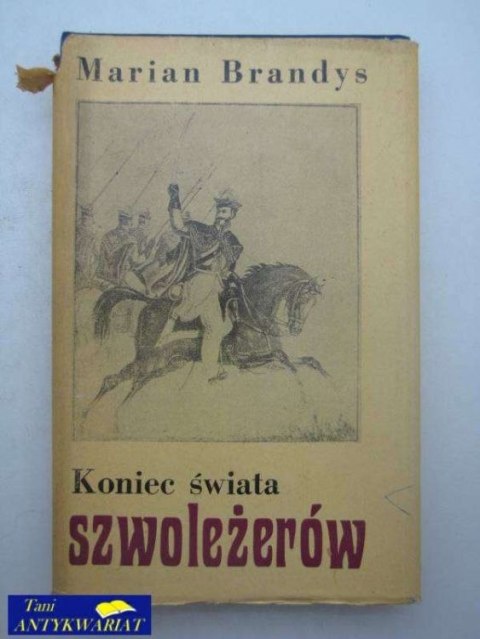 Marian Brandys
Koniec świata
szwoleżerów
Tani
ANTYKWARIAT